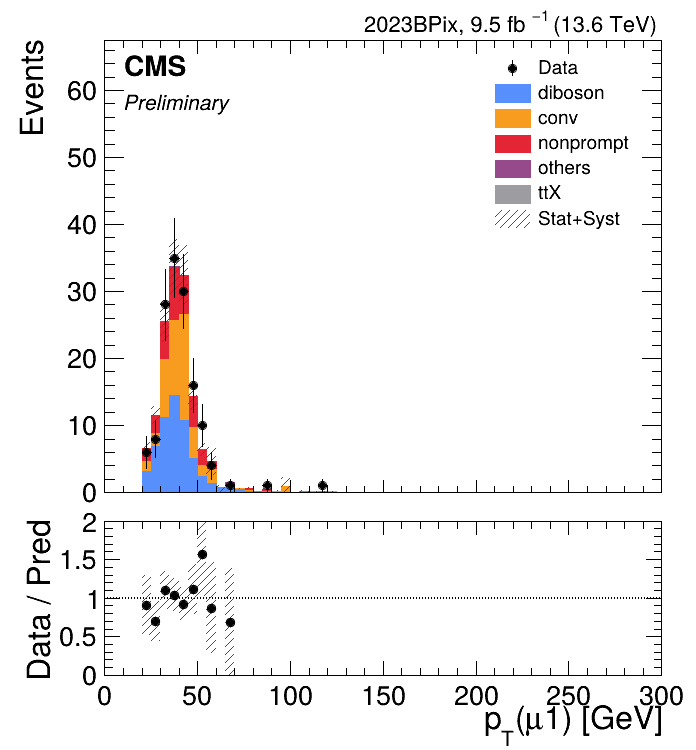 2023BPix, 9.5 fb⁻¹ (13.6 TeV)
CMS
Preliminary
Events
60
50
40
30
20
10
0
Data
diboson
conv
nonprompt
others
ttX
Stat+Syst
Data / Pred
2
1.5
1
0.5
0
0 50 100 150 200 250 300
p_T(μ1) [GeV]